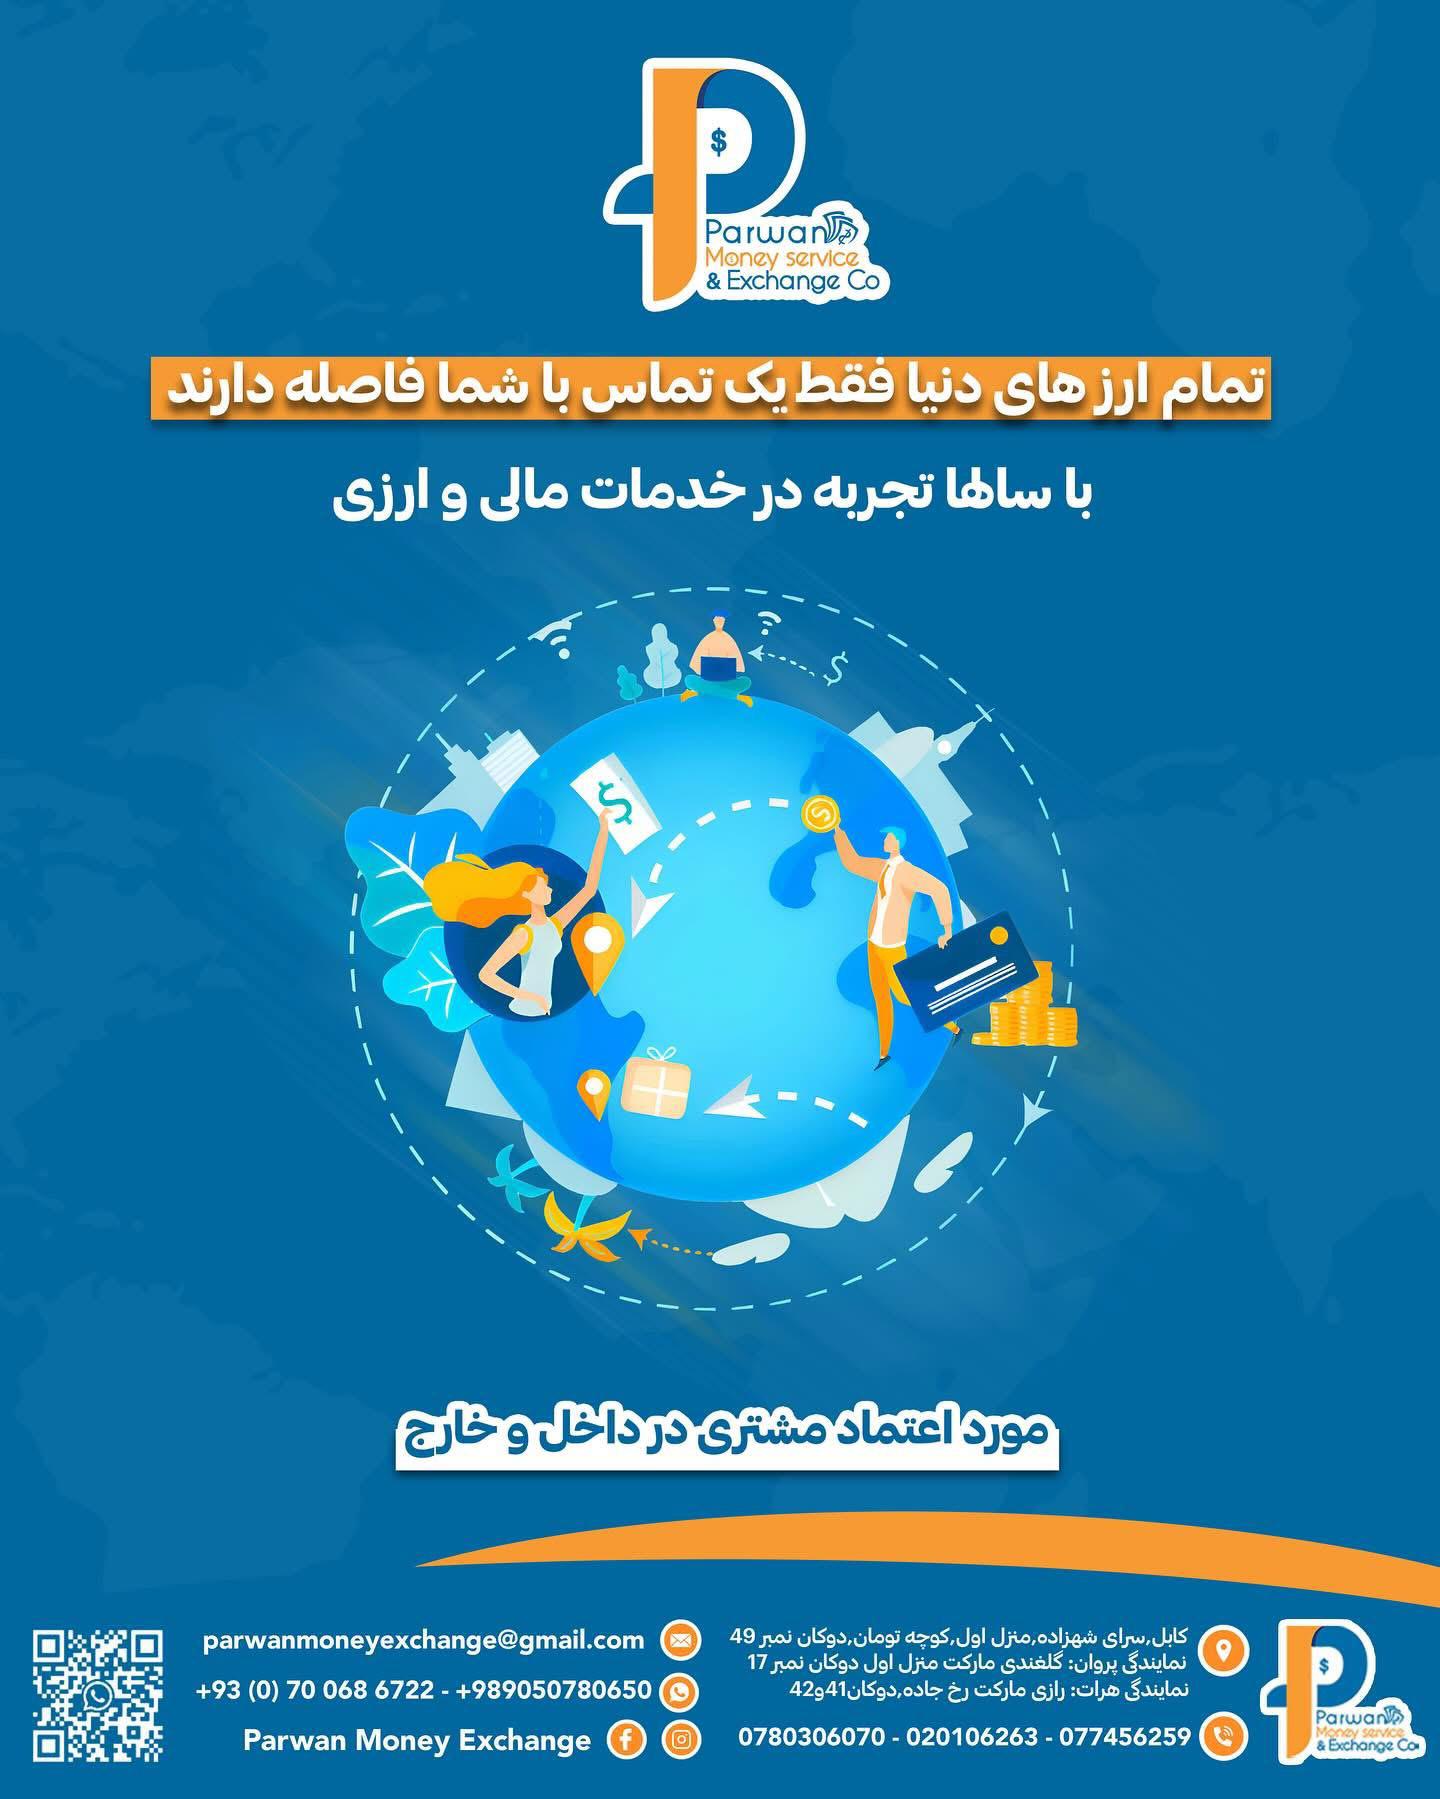 Parwan
Money service
& Exchange Co
تمام ارز های دنیا فقط یک تماس با شما فاصله دارند
با سالها تجربه در خدمات مالی و ارزی
مورد اعتماد مشتری در داخل و خارج
کابل,سرای شهزاده,منزل اول,کوچه تومان,دوکان نمبر 49
نمایندگی پروان: گلغندی مارکت منزل اول دوکان نمبر 17
نمایندگی هرات: رازی مارکت رخ جاده,دوکان41و42
0780306070 - 020106263 - 077456259
parwanmoneyexchange@gmail.com
+93 (0) 70 068 6722 - +989050780650
Parwan Money Exchange
Parwan
Money service
& Exchange Co